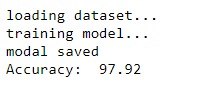 loading dataset...
training model...
modal saved
Accuracy:  97.92